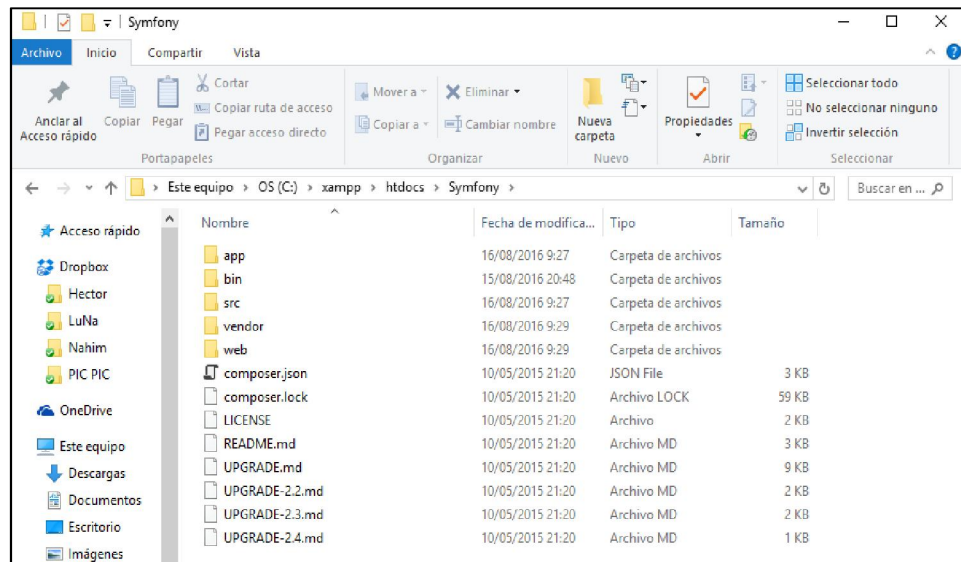 Symfony
Archivo Inicio Compartir Vista
Anclar al Acceso rápido
Copiar
Pegar
Cortar
Copiar ruta de acceso
Pegar acceso directo
Portapapeles
Mover a
Copiar a
Eliminar
Cambiar nombre
Organizar
Nueva carpeta
Nuevo
Propiedades
Abrir
Seleccionar todo
No seleccionar ninguno
Invertir selección
Seleccionar
Este equipo > OS (C:) > xampp > htdocs > Symfony >
Buscar en ...
Acceso rápido
Dropbox
Hector
LuNa
Nahim
PIC PIC
OneDrive
Este equipo
Descargas
Documentos
Escritorio
Imágenes
Nombre Fecha de modifica... Tipo Tamaño
app 16/08/2016 9:27 Carpeta de archivos
bin 15/08/2016 20:48 Carpeta de archivos
src 16/08/2016 9:27 Carpeta de archivos
vendor 16/08/2016 9:29 Carpeta de archivos
web 16/08/2016 9:29 Carpeta de archivos
composer.json 10/05/2015 21:20 JSON File 3 KB
composer.lock 10/05/2015 21:20 Archivo LOCK 59 KB
LICENSE 10/05/2015 21:20 Archivo 2 KB
README.md 10/05/2015 21:20 Archivo MD 3 KB
UPGRADE.md 10/05/2015 21:20 Archivo MD 9 KB
UPGRADE-2.2.md 10/05/2015 21:20 Archivo MD 2 KB
UPGRADE-2.3.md 10/05/2015 21:20 Archivo MD 2 KB
UPGRADE-2.4.md 10/05/2015 21:20 Archivo MD 1 KB